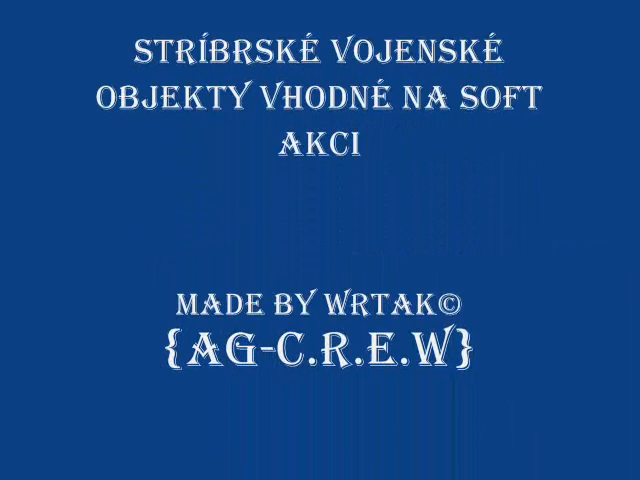 STRÍBRSKÉ VOJENSKÉ
OBJEKTY VHODNÉ NA SOFT
AKCI
MADE BY WRTAK©
{AG-C.R.E.W}